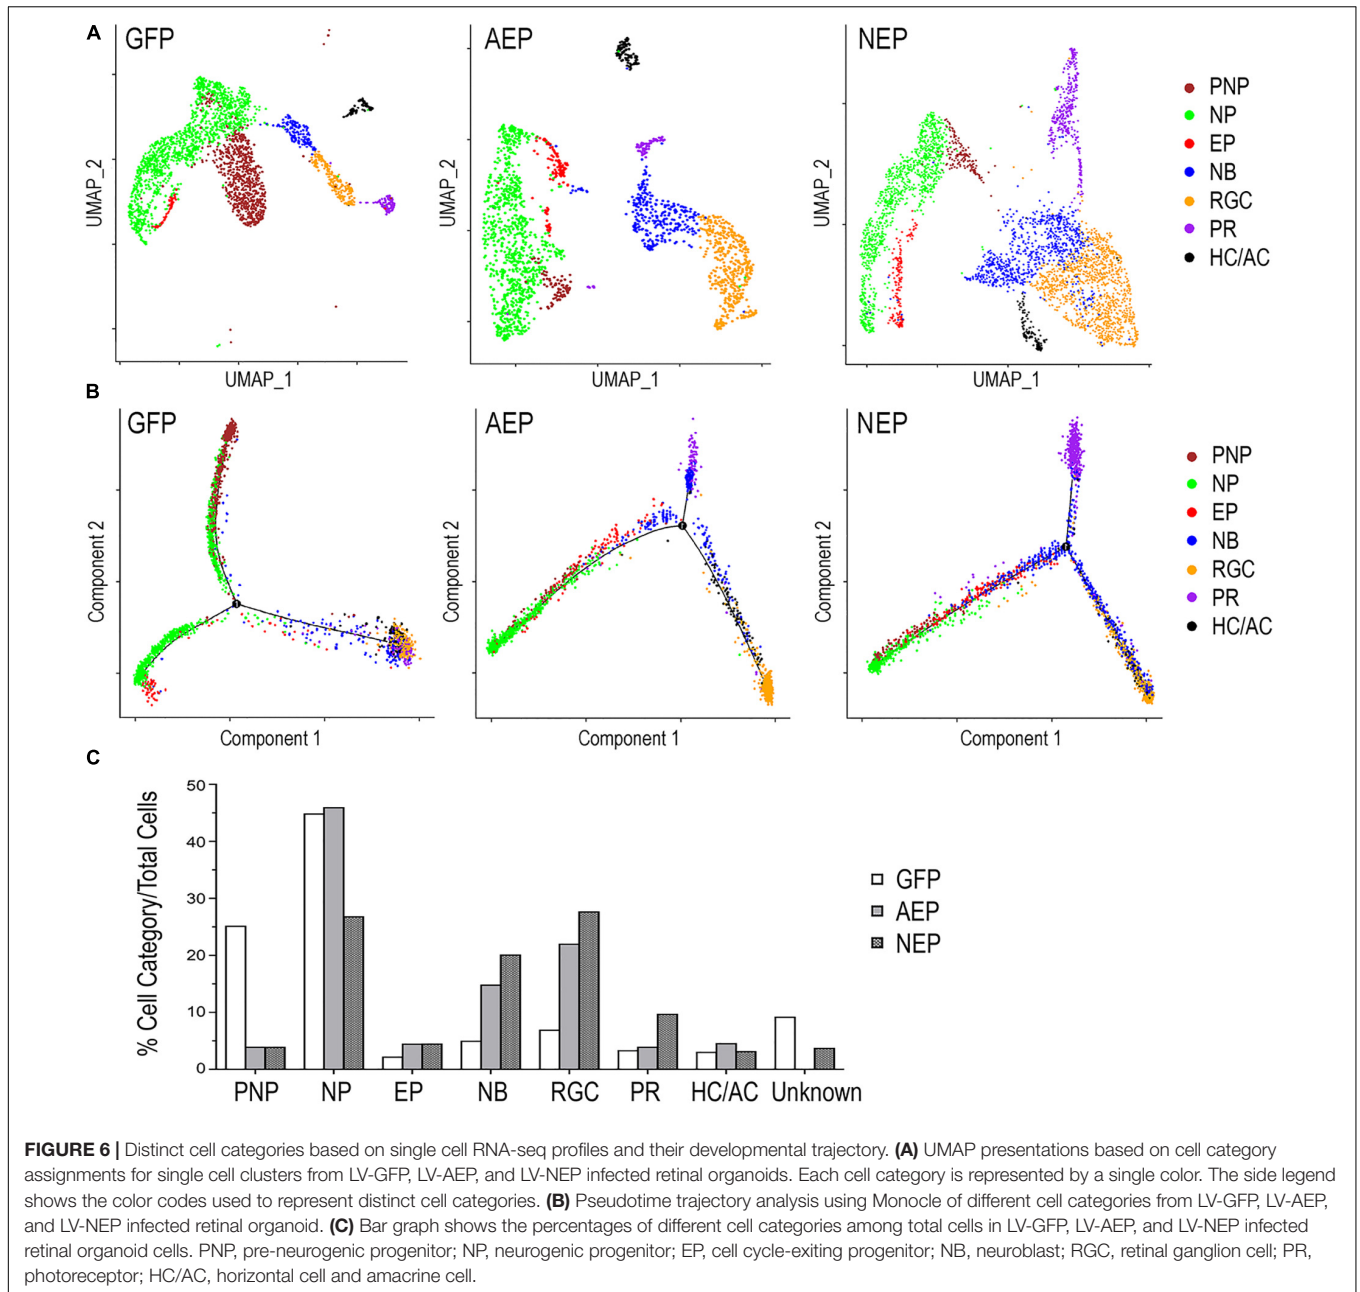 A
GFP
AEP
NEP
UMAP_2
UMAP_2
UMAP_2
UMAP_1
UMAP_1
UMAP_1
PNP
NP
EP
NB
RGC
PR
HC/AC
B
GFP
AEP
NEP
Component 2
Component 2
Component 2
Component 1
Component 1
Component 1
PNP
NP
EP
NB
RGC
PR
HC/AC
C
% Cell Category/Total Cells
50
40
30
20
10
0
PNP NP EP NB RGC PR HC/AC Unknown
GFP
AEP
NEP
FIGURE 6 | Distinct cell categories based on single cell RNA-seq profiles and their developmental trajectory. (A) UMAP presentations based on cell category
assignments for single cell clusters from LV-GFP, LV-AEP, and LV-NEP infected retinal organoids. Each cell category is represented by a single color. The side legend
shows the color codes used to represent distinct cell categories. (B) Pseudotime trajectory analysis using Monocle of different cell categories from LV-GFP, LV-AEP,
and LV-NEP infected retinal organoid. (C) Bar graph shows the percentages of different cell categories among total cells in LV-GFP, LV-AEP, and LV-NEP infected
retinal organoid cells. PNP, pre-neurogenic progenitor; NP, neurogenic progenitor; EP, cell cycle-exiting progenitor; NB, neuroblast; RGC, retinal ganglion cell; PR,
photoreceptor; HC/AC, horizontal cell and amacrine cell.